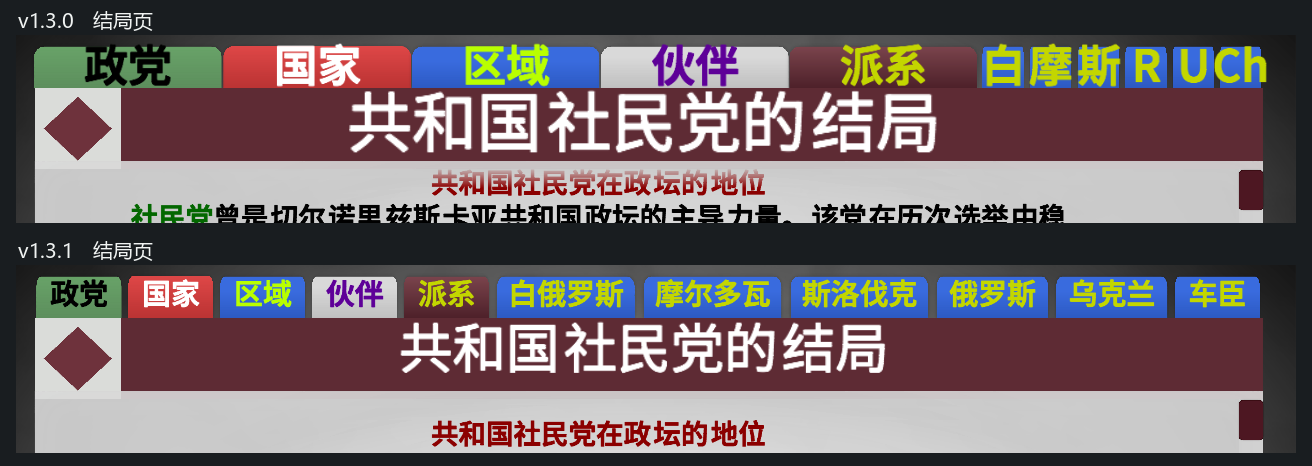 v1.3.0 结局页
政党 国家 区域 伙伴 派系 白 摩 斯 R U Ch
共和国社民党的结局
共和国社民党在政坛的地位
社民党曾是切尔诺里兹斯卡亚共和国政坛的主导力量。该党在历次选举中稳
v1.3.1 结局页
政党 国家 区域 伙伴 派系 白俄罗斯 摩尔多瓦 斯洛伐克 俄罗斯 乌克兰 车臣
共和国社民党的结局
共和国社民党在政坛的地位